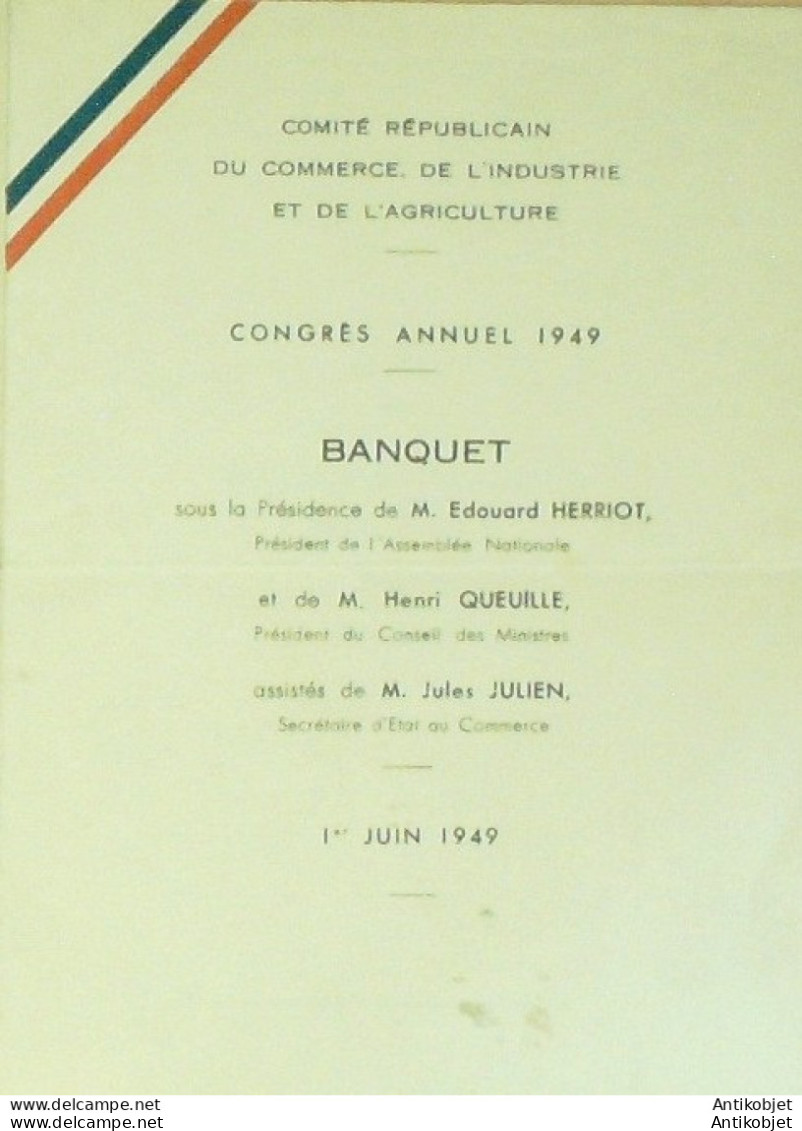 COMITÉ RÉPUBLICAIN
DU COMMERCE, DE L'INDUSTRIE
ET DE L'AGRICULTURE
CONGRÈS ANNUEL 1949
BANQUET
sous la Présidence de M. Edouard HERRIOT,
Président de l'Assemblée Nationale
et de M. Henri QUEUILLE,
Président du Conseil des Ministres
assistés de M. Jules JULIEN,
Secrétaire d'Etat au Commerce
1er JUIN 1949
www.delcampe.net Antikobjet
www.delcampe.net Antikobjet